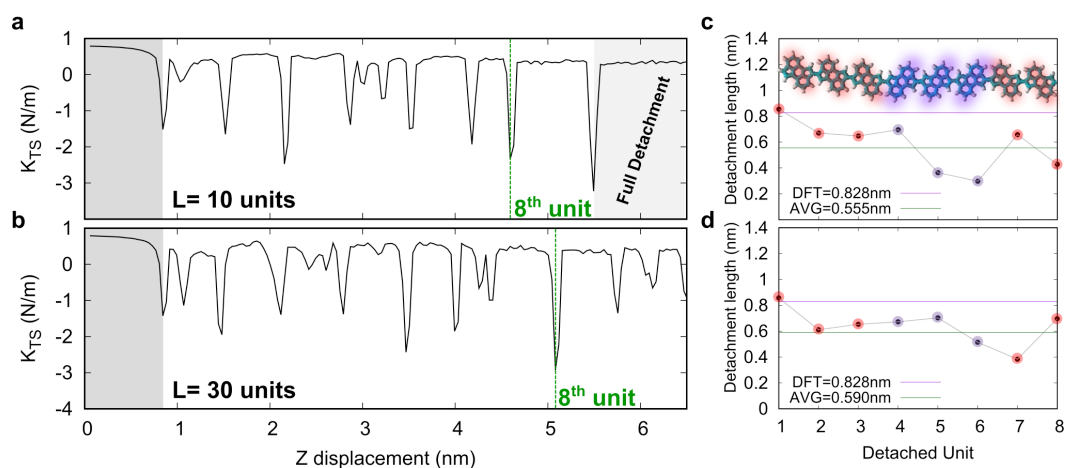 a
K_TS (N/m)
1
0
-1
-2
-3
L= 10 units
8th unit
Full Detachment
b
K_TS (N/m)
1
0
-1
-2
-3
-4
L= 30 units
8th unit
0 1 2 3 4 5 6
Z displacement (nm)
c
Detachment length (nm)
1.4
1.2
1
0.8
0.6
0.4
0.2
DFT=0.828nm
AVG=0.555nm
d
Detachment length (nm)
1.4
1.2
1
0.8
0.6
0.4
0.2
0
DFT=0.828nm
AVG=0.590nm
1 2 3 4 5 6 7 8
Detached Unit